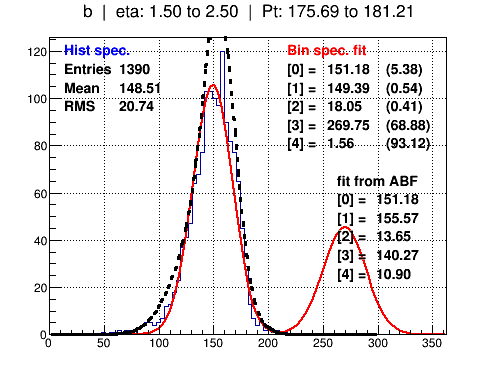 b | eta: 1.50 to 2.50 | Pt: 175.69 to 181.21
Hist spec.
Entries 1390
Mean 148.51
RMS 20.74
Bin spec. fit
[0] = 151.18 (5.38)
[1] = 149.39 (0.54)
[2] = 18.05 (0.41)
[3] = 269.75 (68.88)
[4] = 1.56 (93.12)
fit from ABF
[0] = 151.18
[1] = 155.57
[2] = 13.65
[3] = 140.27
[4] = 10.90
120
100
80
60
40
20
0
0 50 100 150 200 250 300 350